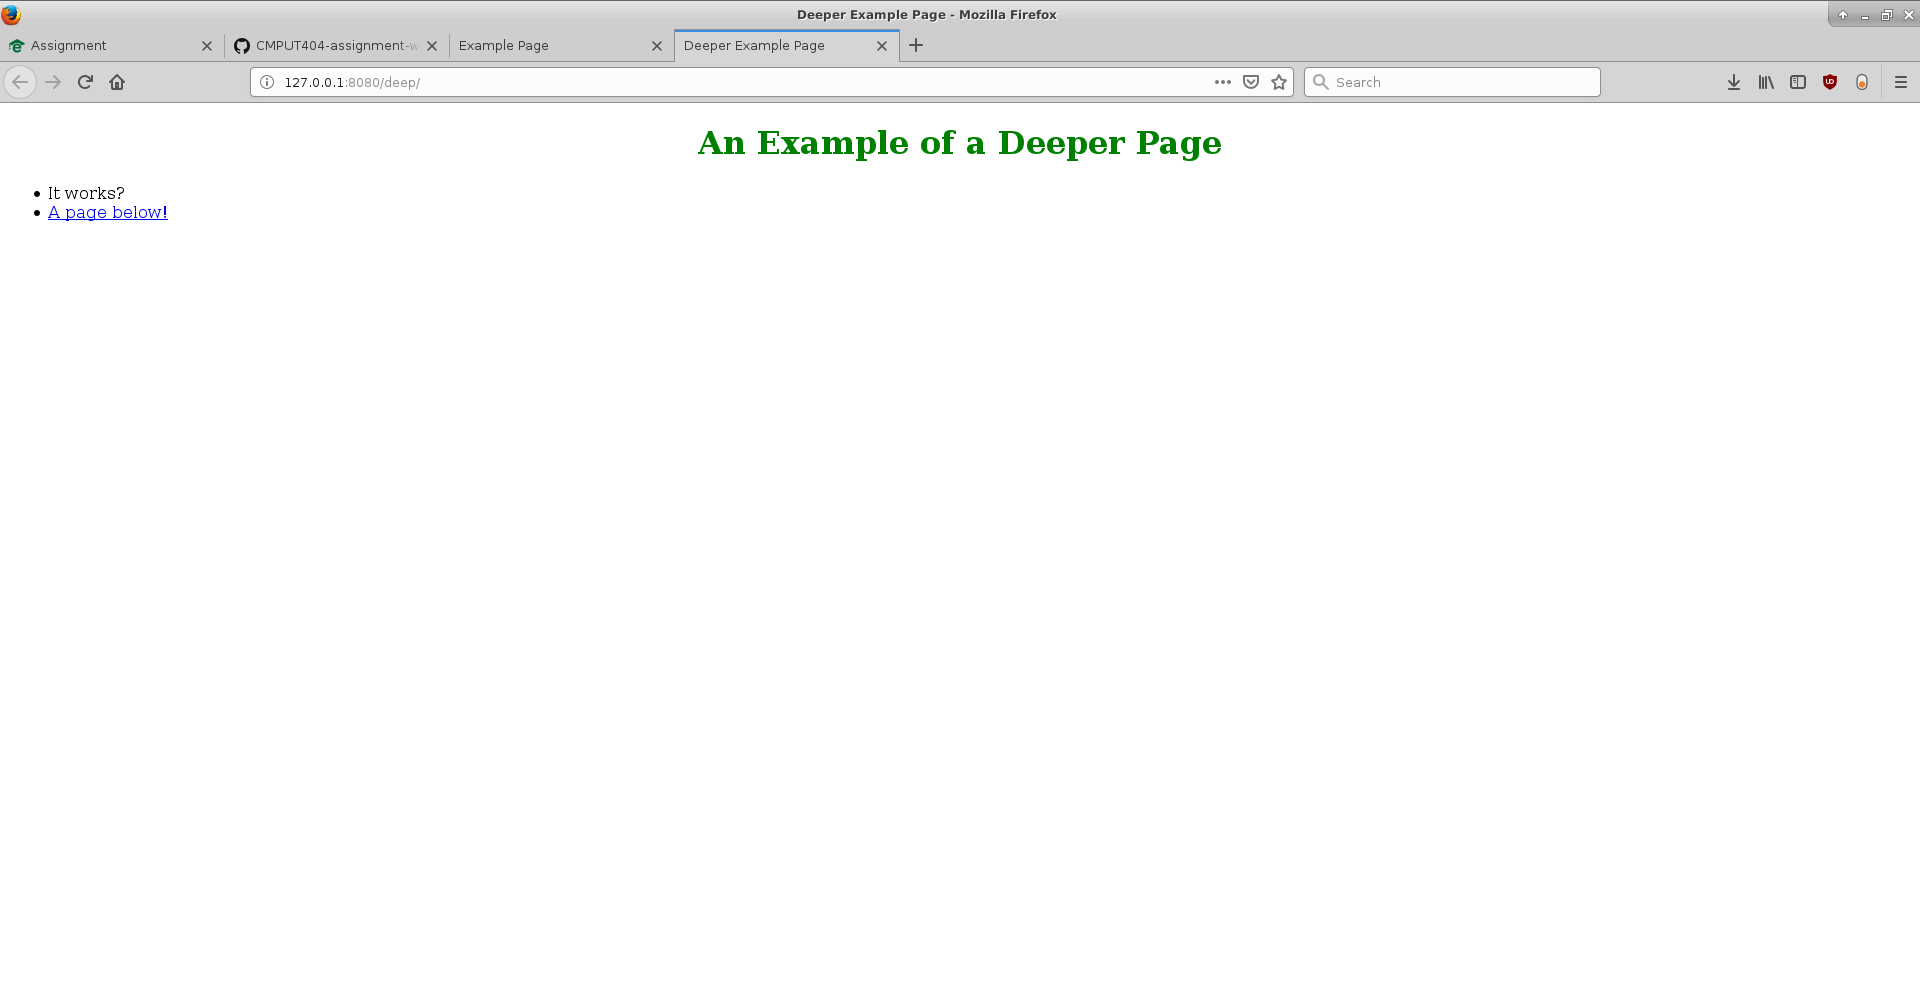 Deeper Example Page - Mozilla Firefox
Assignment
CMPUT404-assignment-w
Example Page
Deeper Example Page
127.0.0.1:8080/deep/
Search
An Example of a Deeper Page
• It works?
• A page below!